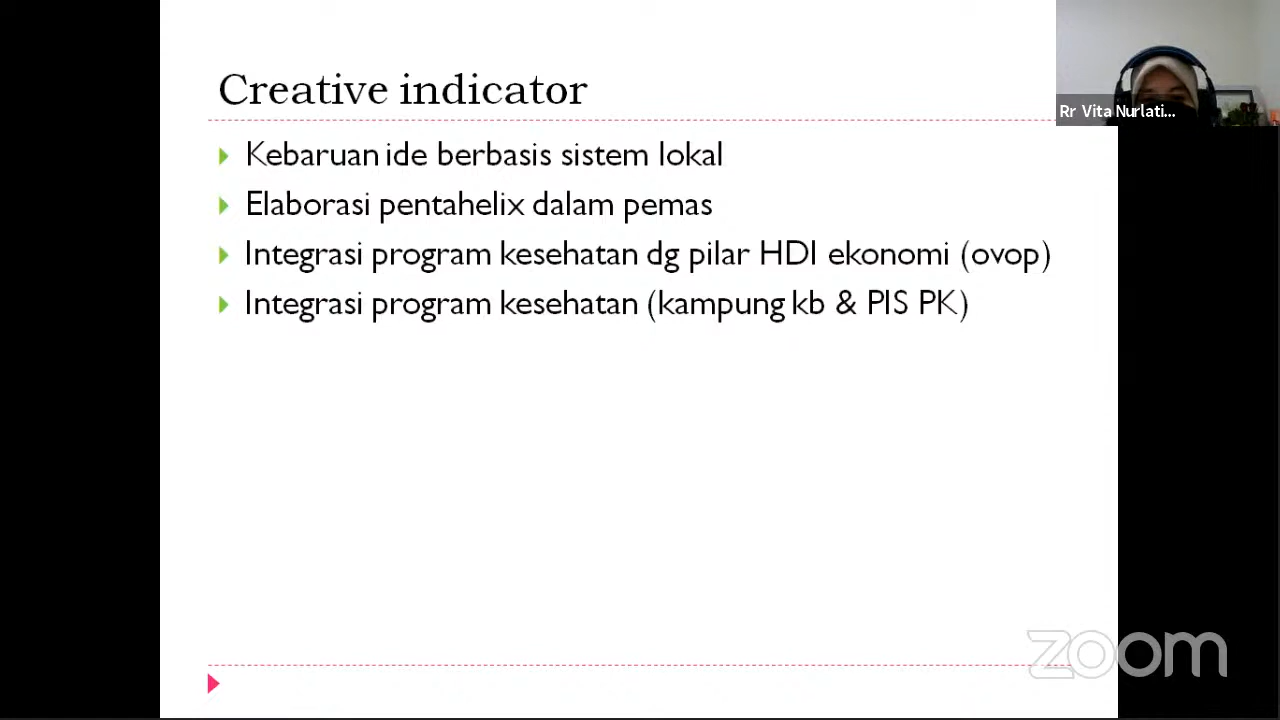 Creative indicator
Rr Vita Nurlati...
Kebaruan ide berbasis sistem lokal
Elaborasi pentahelix dalam pemas
Integrasi program kesehatan dg pilar HDI ekonomi (ovop)
Integrasi program kesehatan (kampung kb & PIS PK)
zoom